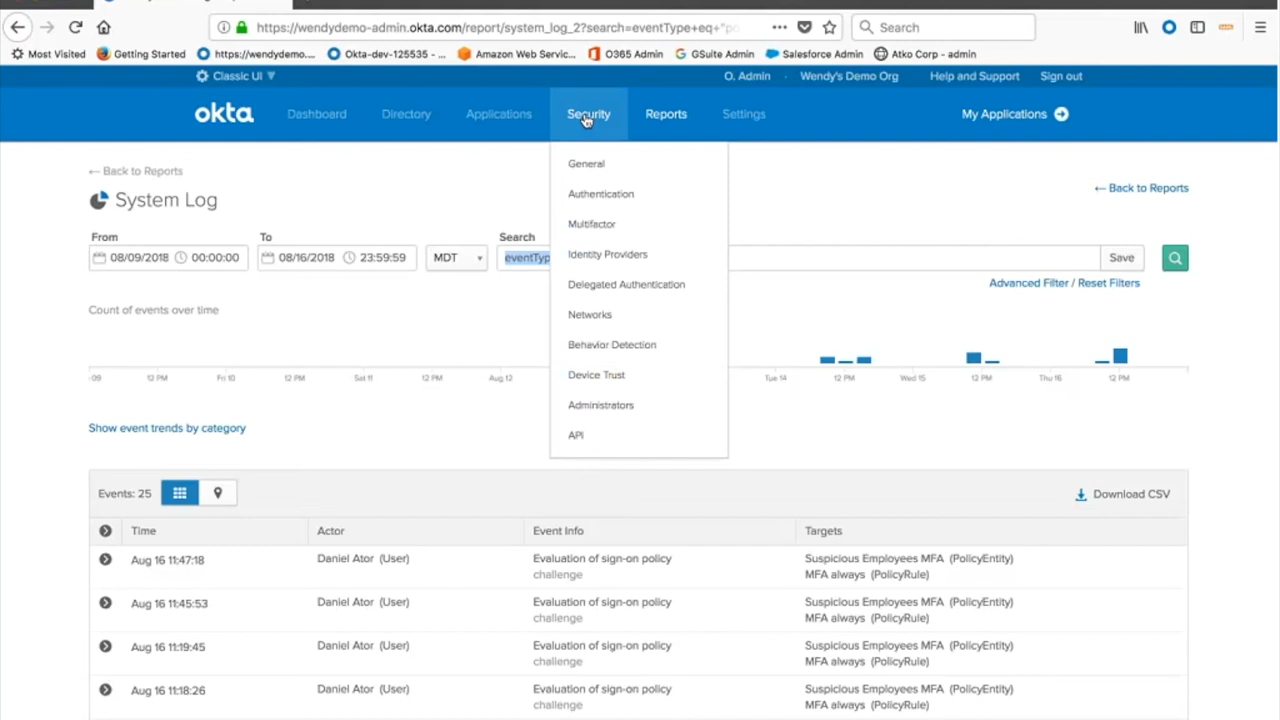 https://wendydemo-admin.okta.com/report/system_log_2?search=eventType+eq+"po
Search
Most Visited
Getting Started
https://wendydemo....
Okta-dev-125535 - ...
Amazon Web Servic...
O365 Admin
GSuite Admin
Salesforce Admin
Atko Corp - admin
Classic UI
O. Admin
Wendy's Demo Org
Help and Support
Sign out
okta
Dashboard
Directory
Applications
Security
Reports
Settings
My Applications
General
Authentication
Multifactor
Identity Providers
Delegated Authentication
Networks
Behavior Detection
Device Trust
Administrators
API
← Back to Reports
System Log
← Back to Reports
From
To
Search
08/09/2018 00:00:00
08/16/2018 23:59:59
MDT
eventTyp
Save
Advanced Filter / Reset Filters
Count of events over time
09
12 PM
Fri 10
12 PM
Sat 11
12 PM
Aug 12
Tue 14
12 PM
Wed 15
12 PM
Thu 16
12 PM
Show event trends by category
Events: 25
Download CSV
Time Actor Event Info Targets
Aug 16 11:47:18 Daniel Ator (User) Evaluation of sign-on policy Suspicious Employees MFA (PolicyEntity)
challenge MFA always (PolicyRule)
Aug 16 11:45:53 Daniel Ator (User) Evaluation of sign-on policy Suspicious Employees MFA (PolicyEntity)
challenge MFA always (PolicyRule)
Aug 16 11:19:45 Daniel Ator (User) Evaluation of sign-on policy Suspicious Employees MFA (PolicyEntity)
challenge MFA always (PolicyRule)
Aug 16 11:18:26 Daniel Ator (User) Evaluation of sign-on policy Suspicious Employees MFA (PolicyEntity)
challenge MFA always (PolicyRule)